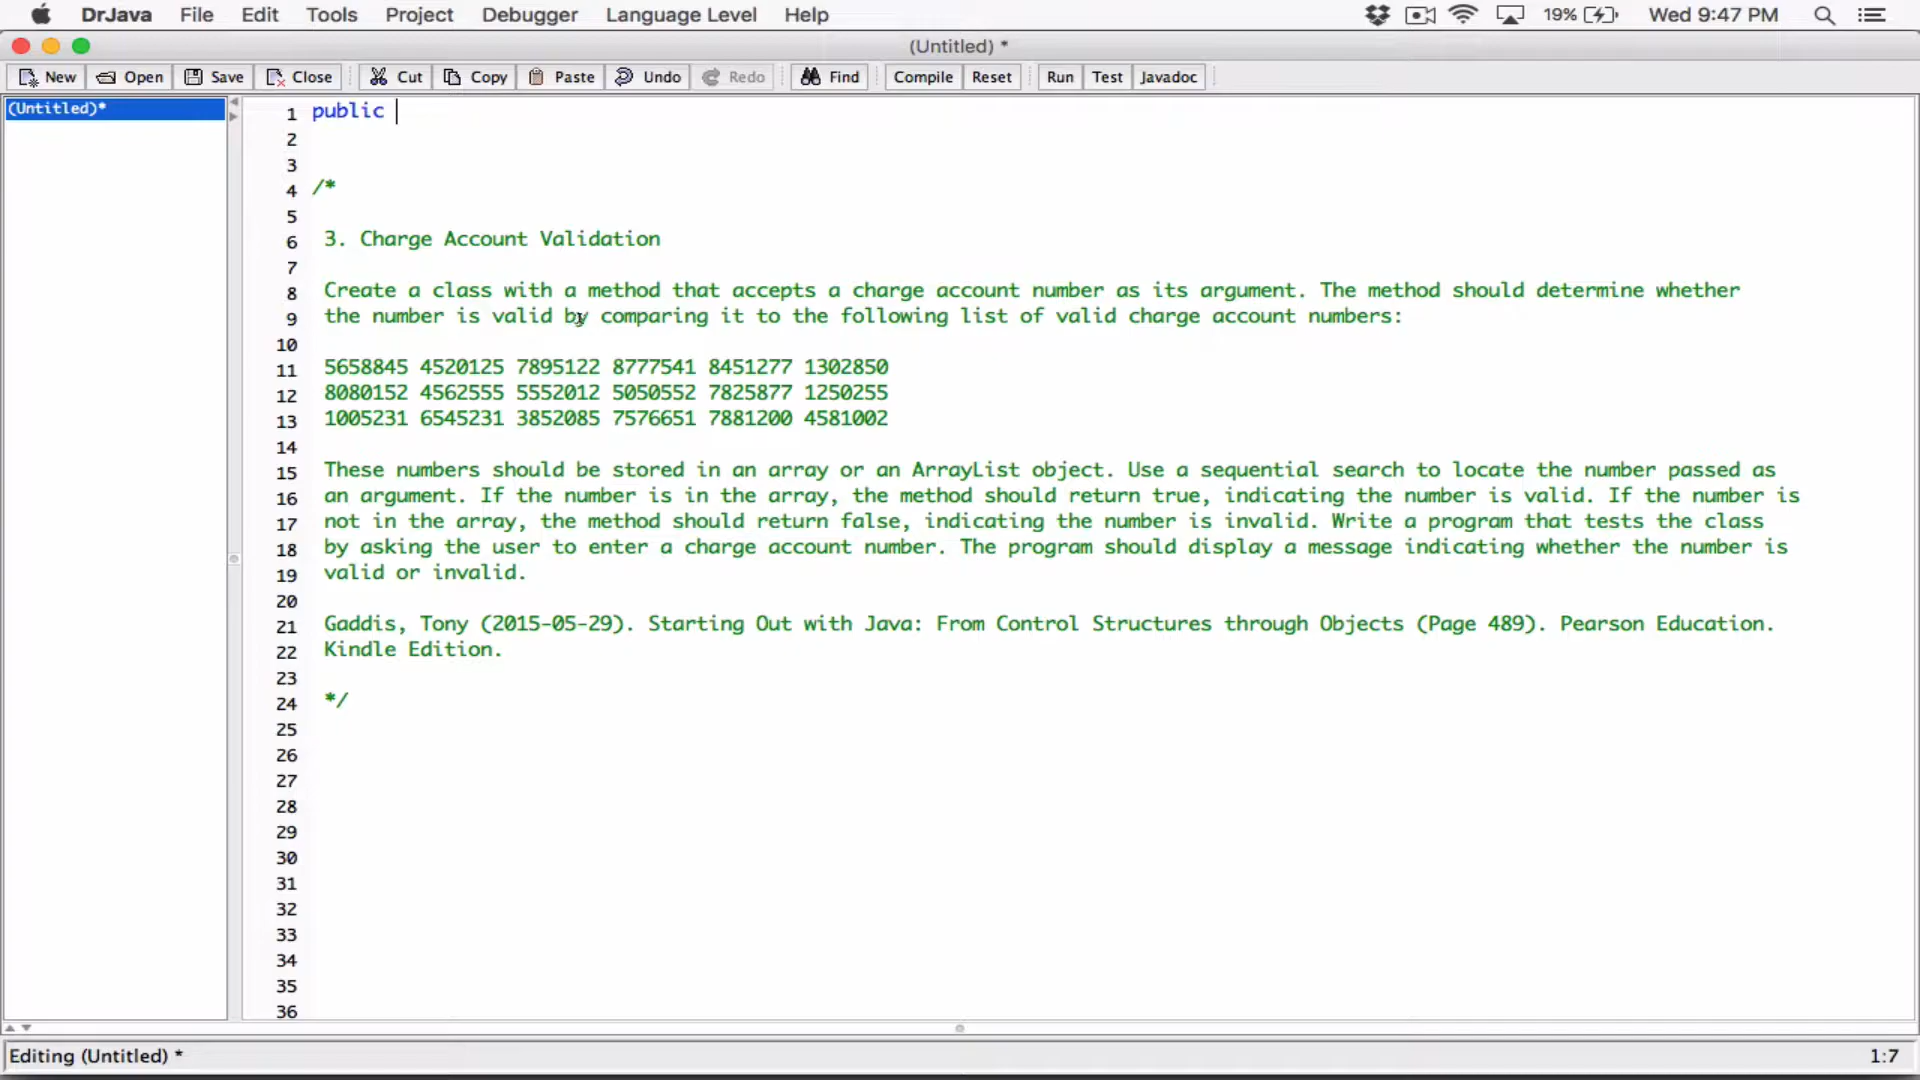 DrJava File Edit Tools Project Debugger Language Level Help 19% Wed 9:47 PM
(Untitled) *
New Open Save Close Cut Copy Paste Undo Redo Find Compile Reset Run Test Javadoc
(Untitled)*
1 public
2
3
4 /*
5
6 3. Charge Account Validation
7
8 Create a class with a method that accepts a charge account number as its argument. The method should determine whether
9 the number is valid by comparing it to the following list of valid charge account numbers:
10
11 5658845 4520125 7895122 8777541 8451277 1302850
12 8080152 4562555 5552012 5050552 7825877 1250255
13 1005231 6545231 3852085 7576651 7881200 4581002
14
15 These numbers should be stored in an array or an ArrayList object. Use a sequential search to locate the number passed as
16 an argument. If the number is in the array, the method should return true, indicating the number is valid. If the number is
17 not in the array, the method should return false, indicating the number is invalid. Write a program that tests the class
18 by asking the user to enter a charge account number. The program should display a message indicating whether the number is
19 valid or invalid.
20
21 Gaddis, Tony (2015-05-29). Starting Out with Java: From Control Structures through Objects (Page 489). Pearson Education.
22 Kindle Edition.
23
24 */
25
26
27
28
29
30
31
32
33
34
35
36
Editing (Untitled) * 1:7